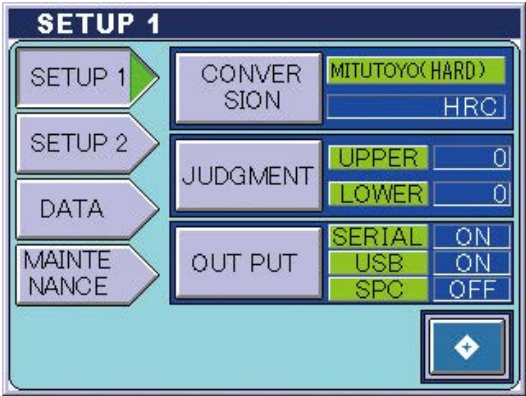 SETUP 1
SETUP 1
SETUP 2
DATA
MAINTE
NANCE
CONVER
SION
MITUTOYO(HARD)
HRC
JUDGMENT
UPPER 0
LOWER 0
OUT PUT
SERIAL ON
USB ON
SPC OFF